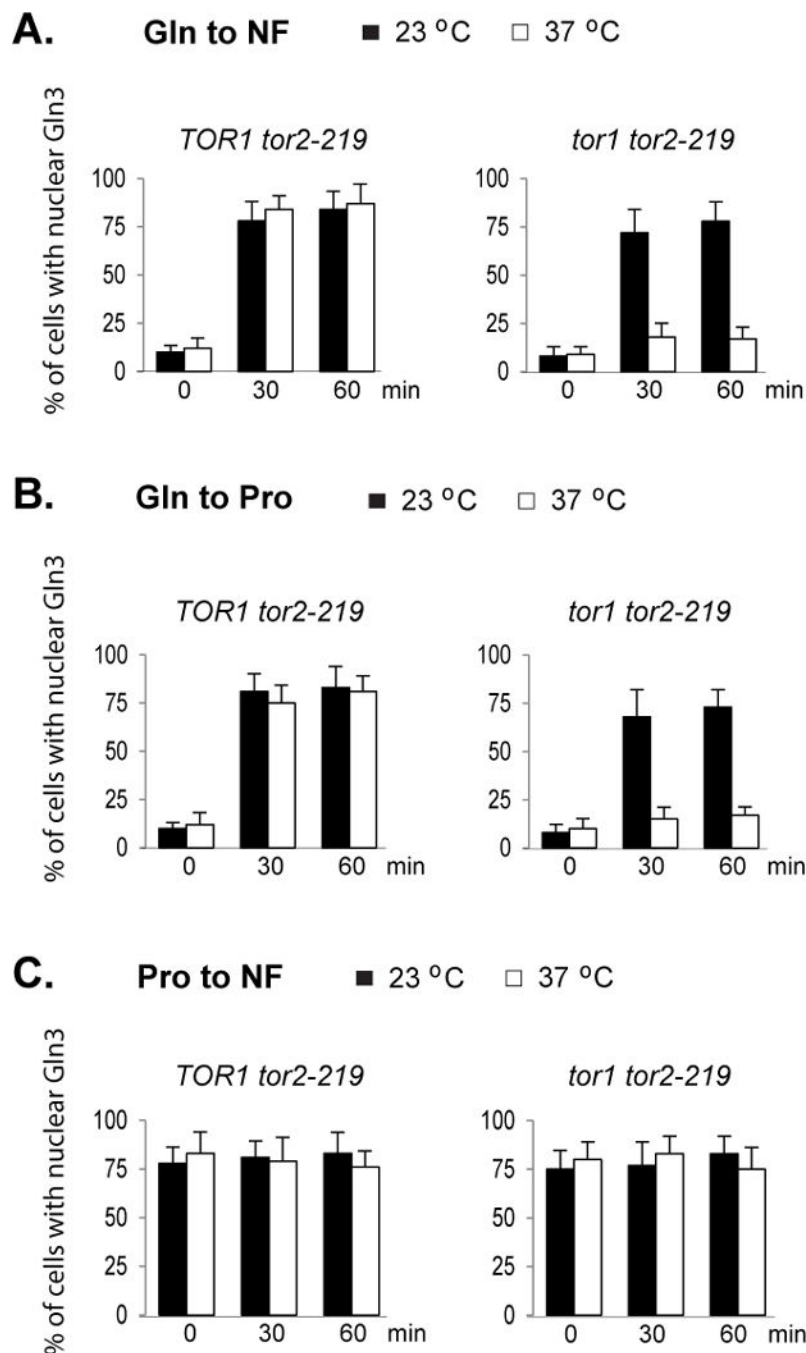 A. Gln to NF ■ 23 °C □ 37 °C
TOR1 tor2-219
tor1 tor2-219
% of cells with nuclear Gln3
100
75
50
25
0
0 30 60 min
100
75
50
25
0
0 30 60 min
B. Gln to Pro ■ 23 °C □ 37 °C
TOR1 tor2-219
tor1 tor2-219
% of cells with nuclear Gln3
100
75
50
25
0
0 30 60 min
100
75
50
25
0
0 30 60 min
C. Pro to NF ■ 23 °C □ 37 °C
TOR1 tor2-219
tor1 tor2-219
% of cells with nuclear Gln3
100
75
50
25
0
0 30 60 min
100
75
50
25
0
0 30 60 min